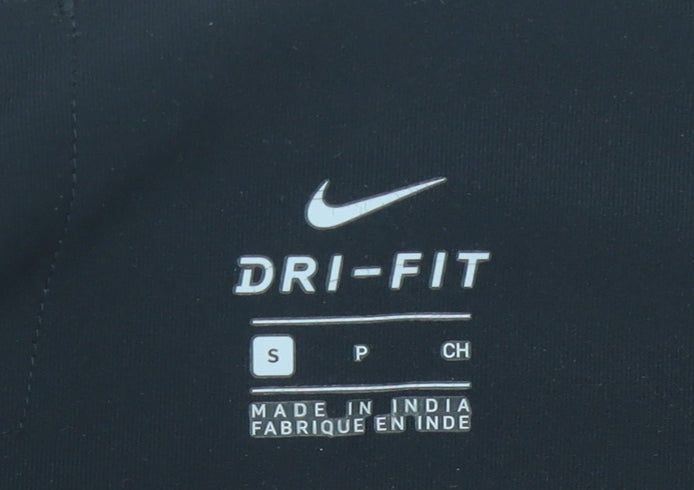 DRI-FIT
S P CH
MADE IN INDIA
FABRIQUE EN INDE